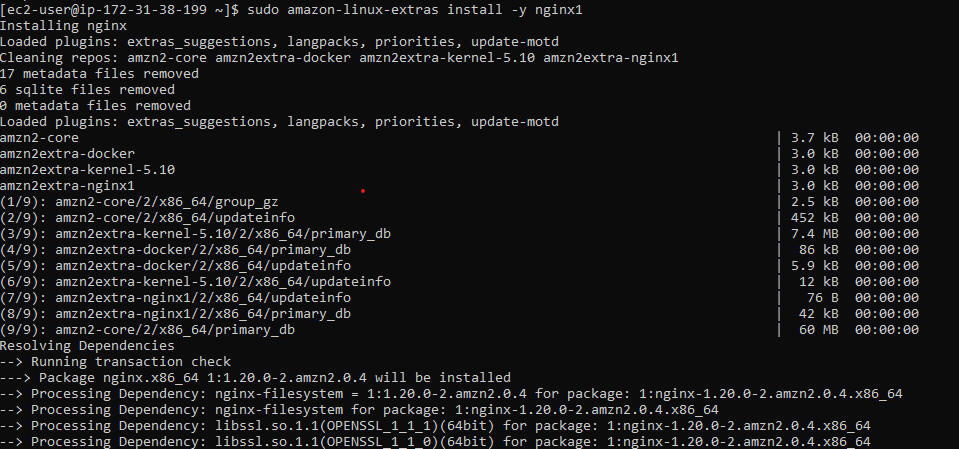 [ec2-user@ip-172-31-38-199 ~]$ sudo amazon-linux-extras install -y nginx1
Installing nginx
Loaded plugins: extras_suggestions, langpacks, priorities, update-motd
Cleaning repos: amzn2-core amzn2extra-docker amzn2extra-kernel-5.10 amzn2extra-nginx1
17 metadata files removed
6 sqlite files removed
0 metadata files removed
Loaded plugins: extras_suggestions, langpacks, priorities, update-motd
amzn2-core | 3.7 kB 00:00:00
amzn2extra-docker | 3.0 kB 00:00:00
amzn2extra-kernel-5.10 | 3.0 kB 00:00:00
amzn2extra-nginx1 | 3.0 kB 00:00:00
(1/9): amzn2-core/2/x86_64/group_gz | 2.5 kB 00:00:00
(2/9): amzn2-core/2/x86_64/updateinfo | 452 kB 00:00:00
(3/9): amzn2extra-kernel-5.10/2/x86_64/primary_db | 7.4 MB 00:00:00
(4/9): amzn2extra-docker/2/x86_64/primary_db | 86 kB 00:00:00
(5/9): amzn2extra-docker/2/x86_64/updateinfo | 5.9 kB 00:00:00
(6/9): amzn2extra-kernel-5.10/2/x86_64/updateinfo | 12 kB 00:00:00
(7/9): amzn2extra-nginx1/2/x86_64/updateinfo | 76 B 00:00:00
(8/9): amzn2extra-nginx1/2/x86_64/primary_db | 42 kB 00:00:00
(9/9): amzn2-core/2/x86_64/primary_db | 60 MB 00:00:00
Resolving Dependencies
--> Running transaction check
---> Package nginx.x86_64 1:1.20.0-2.amzn2.0.4 will be installed
--> Processing Dependency: nginx-filesystem = 1:1.20.0-2.amzn2.0.4 for package: 1:nginx-1.20.0-2.amzn2.0.4.x86_64
--> Processing Dependency: nginx-filesystem for package: 1:nginx-1.20.0-2.amzn2.0.4.x86_64
--> Processing Dependency: libssl.so.1.1(OPENSSL_1_1_1)(64bit) for package: 1:nginx-1.20.0-2.amzn2.0.4.x86_64
--> Processing Dependency: libssl.so.1.1(OPENSSL_1_1_0)(64bit) for package: 1:nginx-1.20.0-2.amzn2.0.4.x86_64